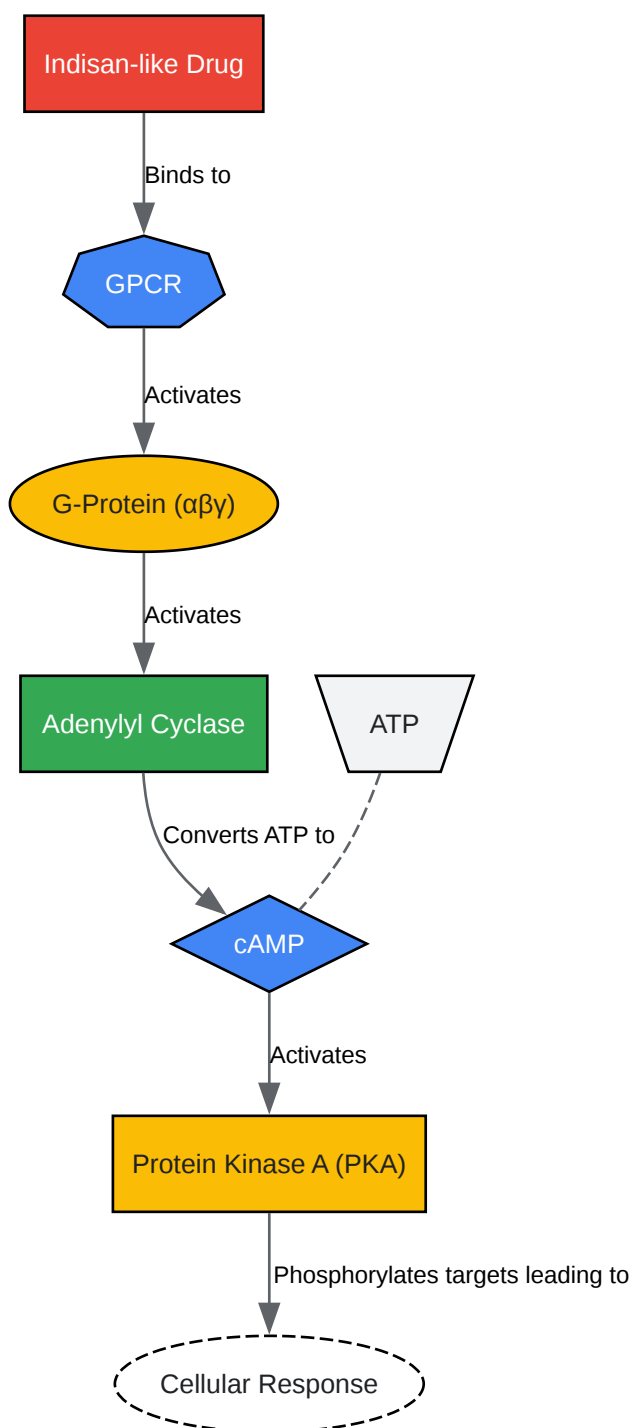 Indisan-like Drug
Binds to
GPCR
Activates
G-Protein (αβγ)
Activates
Adenylyl Cyclase
ATP
Converts ATP to
cAMP
Activates
Protein Kinase A (PKA)
Phosphorylates targets leading to
Cellular Response